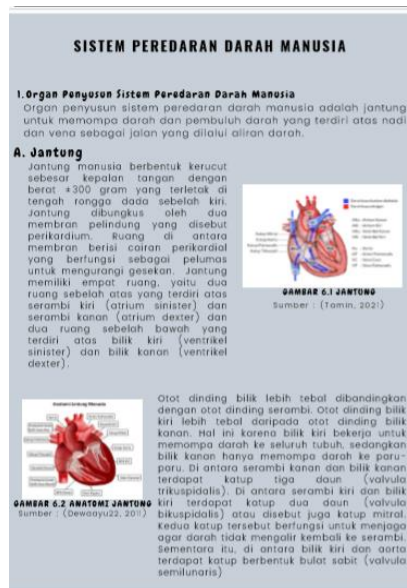 SISTEM PEREDARAN DARAH MANUSIA
1.Organ Penyusun Sistem Peredaran Darah Manusia
Organ penyusun sistem peredaran darah manusia adalah jantung
untuk memompa darah dan pembuluh darah yang terdiri atas nadi
dan vena sebagai jalan yang dilalui aliran darah.
A. Jantung
Jantung manusia berbentuk kerucut
sebesar kepalan tangan dengan
berat ±300 gram yang terletak di
tengah rongga dada sebelah kiri.
Jantung dibungkus oleh dua
membran pelindung yang disebut
perikardium. Ruang di antara
membran berisi cairan perikardial
yang berfungsi sebagai pelumas
untuk mengurangi gesekan. Jantung
memiliki empat ruang, yaitu dua
ruang sebelah atas yang terdiri atas
serambi kiri (atrium sinister) dan
serambi kanan (atrium dexter) dan
dua ruang sebelah bawah yang
terdiri atas bilik kiri (ventrikel
sinister) dan bilik kanan (ventrikel
dexter).
GAMBAR 6.1 JANTUNG
Sumber : (Tamin, 2021)
Anatomi Jantung Manusia
GAMBAR 6.2 ANATOMI JANTUNG
Sumber : (Dewaayu22, 2011)
Otot dinding bilik lebih tebal dibandingkan
dengan otot dinding serambi. Otot dinding bilik
kiri lebih tebal daripada otot dinding bilik
kanan. Hal ini karena bilik kiri bekerja untuk
memompa darah ke seluruh tubuh, sedangkan
bilik kanan hanya memompa darah ke paru-
paru. Di antara serambi kanan dan bilik kanan
terdapat katup tiga daun (valvula
trikuspidalis). Di antara serambi kiri dan bilik
kiri terdapat katup dua daun (valvula
bikuspidalis) atau disebut juga katup mitral.
Kedua katup tersebut berfungsi untuk menjaga
agar darah tidak mengalir kembali ke serambi.
Sementara itu, di antara bilik kiri dan aorta
terdapat katup berbentuk bulat sabit (valvula
semilunaris)